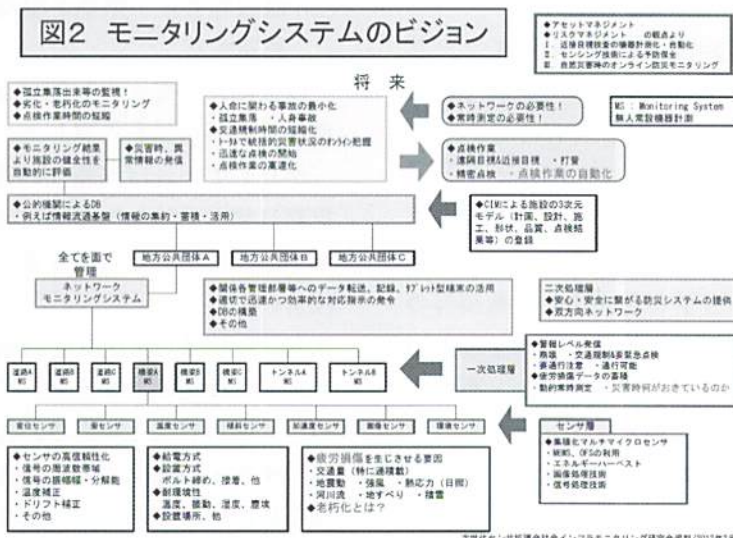 図2 モニタリングシステムのビジョン
◆アセットマネジメント
◆リスクマネジメント の観点より
Ⅰ. 近接目視検査の機器計測化・自動化
Ⅱ. センシング技術による予防保全
Ⅲ. 自然災害時のオンライン防災モニタリング
将 来
◆孤立集落出来等の監視!
◆劣化・老朽化のモニタリング
◆点検作業時間の短縮
◆人命に関わる事故の最小化
・孤立集落 ・人身事故
◆交通規制時間の短縮化
・トータルで統括的災害状況のオンライン把握
・迅速な点検の開始
・点検作業の高速化
◆ネットワークの必要性!
◆常時測定の必要性!
MS : Monitoring System
無人常設機器計測
◆モニタリング結果
より施設の健全性を
自動的に評価
◆災害時、異
常情報の発信
◆点検作業
・遠隔目視&近接目視 ・打音
・精密点検 ・点検作業の自動化
◆公的機関によるDB
・例えば情報流通基盤(情報の集約・蓄積・活用)
◆CIMによる施設の3次元
モデル(計画、設計、施
工、形状、品質、点検結
果等)の登録
全てを面で
管理
地方公共団体A
地方公共団体B
地方公共団体C
ネットワーク
モニタリングシステム
◆関係各管理部署等へのデータ転送、記録、タブレット型端末の活用
◆適切で迅速かつ効率的な対応指示の発令
◆DBの構築
◆その他
二次処理層:
◆安心・安全に繋がる防災システムの提供
◆双方向ネットワーク
道路A
MS
道路B
MS
道路C
MS
橋梁A
MS
橋梁B
MS
橋梁C
MS
トンネルA
MS
トンネルB
MS
一次処理層
◆警報レベル発信
・崩壊 ・交通規制&要緊急点検
・要通行注意 ・通行可能
◆疲労損傷データの蓄積
・動的常時測定 ・災害時何がおきているのか
変位センサ
歪センサ
温度センサ
傾斜センサ
加速度センサ
画像センサ
環境センサ
センサ層
◆センサの高信頼性化
・信号の周波数帯域
・信号の振幅幅・分解能
・温度補正
・ドリフト補正
・その他
◆給電方式
◆設置方式
ボルト締め、接着、他
◆耐環境性
温度、振動、湿度、塵埃
◆設置場所、他
◆疲労損傷を生じさせる要因
・交通量(特に過積載)
・地震動 ・強風 ・熱応力(日照)
・河川流 ・地すべり ・積雪
◆老朽化とは?
◆集積化マルチマイクロセンサ
・MEMS、OFSの利用
・エネルギーハーベスト
・画像処理技術
・信号処理技術